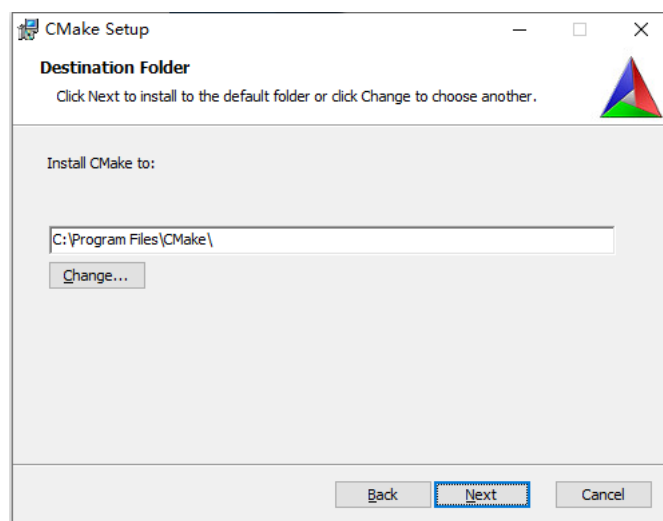 CMake Setup
Destination Folder
Click Next to install to the default folder or click Change to choose another.
Install CMake to:
C:\Program Files\CMake\
Change...
Back Next Cancel